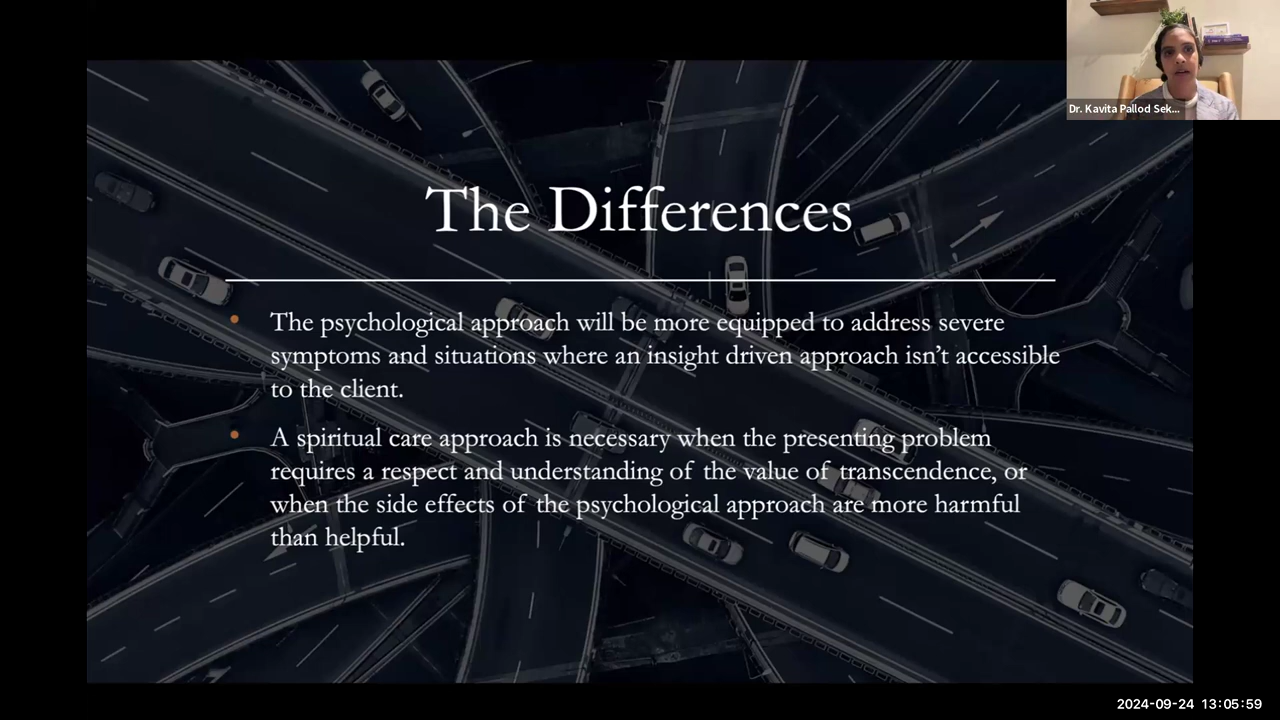 Dr. Kavita Pallod Sek...
The Differences
• The psychological approach will be more equipped to address severe
symptoms and situations where an insight driven approach isn’t accessible
to the client.
• A spiritual care approach is necessary when the presenting problem
requires a respect and understanding of the value of transcendence, or
when the side effects of the psychological approach are more harmful
than helpful.
2024-09-24 13:05:59